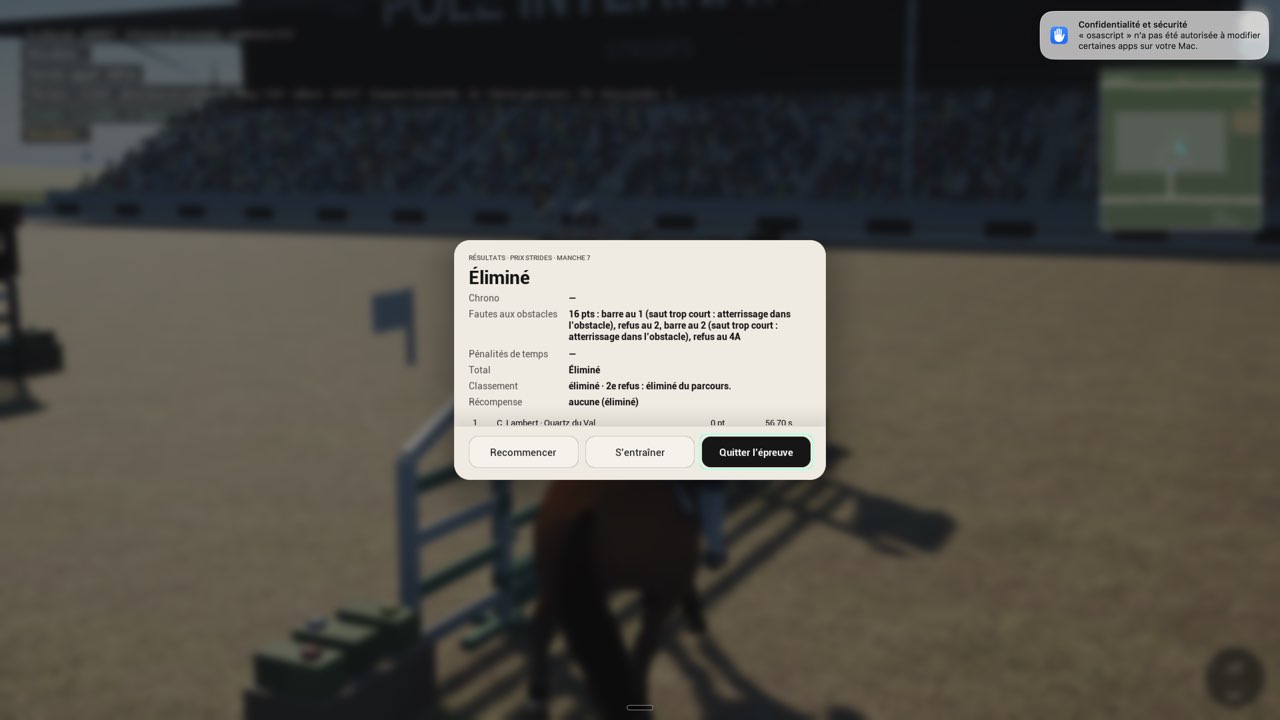 Confidentialité et sécurité
« osascript » n'a pas été autorisée à modifier
certaines apps sur votre Mac.
RÉSULTATS · PRIX STRIDES · MANCHE 7
Éliminé
Chrono —
Fautes aux obstacles 16 pts : barre au 1 (saut trop court : atterrissage dans
l'obstacle), refus au 2, barre au 2 (saut trop court :
atterrissage dans l'obstacle), refus au 4A
Pénalités de temps —
Total Éliminé
Classement éliminé · 2e refus : éliminé du parcours.
Récompense aucune (éliminé)
1 C. Lambert · Quartz du Val 0 pt 56.70 s
Recommencer
S'entraîner
Quitter l'épreuve